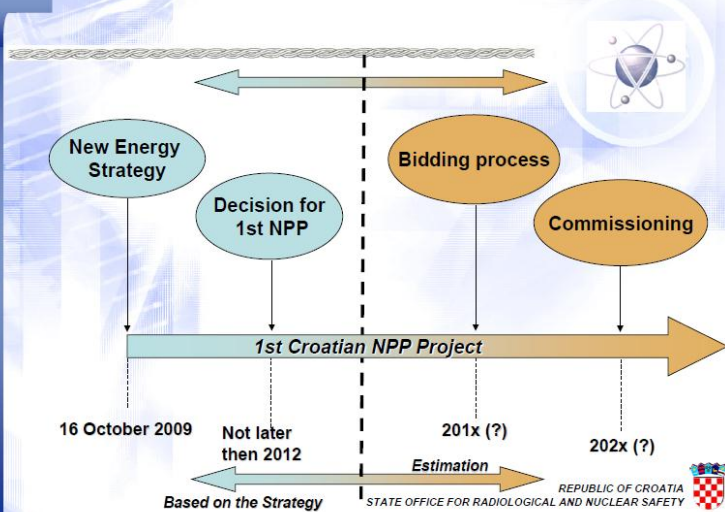 New Energy
Strategy
Decision for
1st NPP
Bidding process
Commissioning
1st Croatian NPP Project
16 October 2009
Not later
then 2012
201x (?)
202x (?)
Estimation
Based on the Strategy
REPUBLIC OF CROATIA
STATE OFFICE FOR RADIOLOGICAL AND NUCLEAR SAFETY